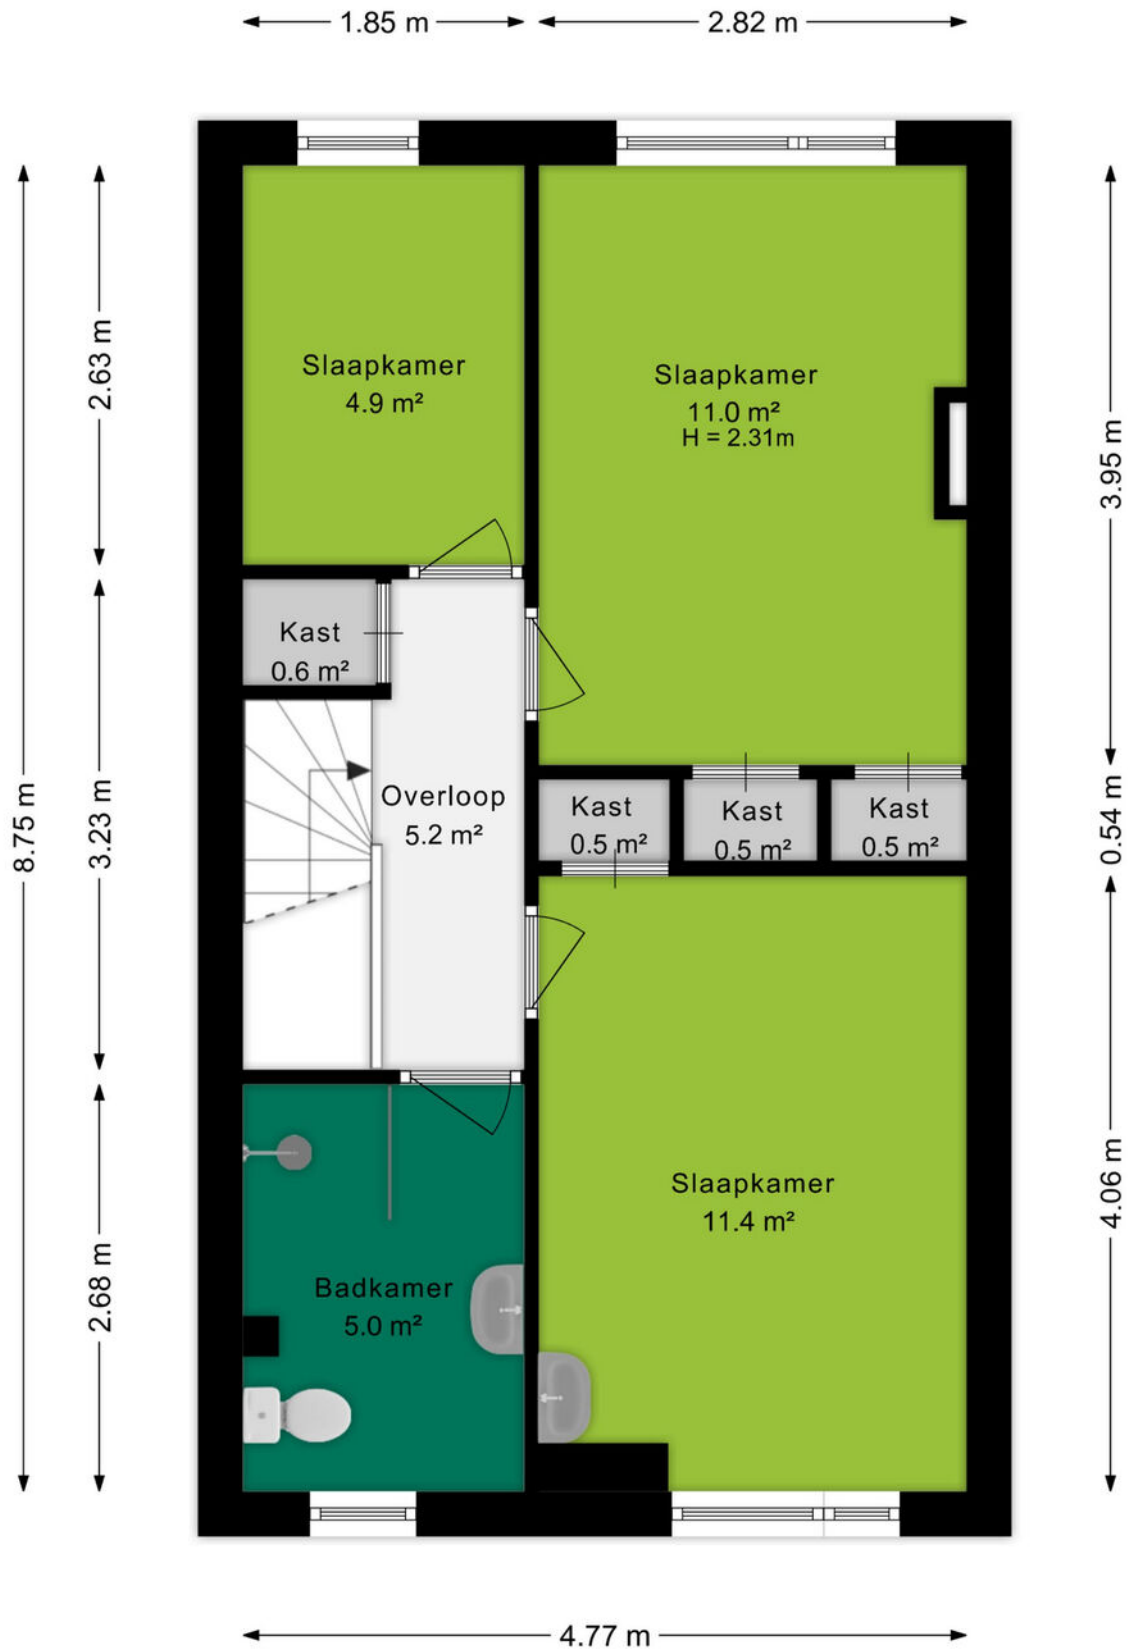 1.85 m
2.82 m
Slaapkamer
4.9 m²
Slaapkamer
11.0 m²
H = 2.31m
2.63 m
3.95 m
Kast
0.6 m²
8.75 m
3.23 m
Overloop
5.2 m²
Kast
0.5 m²
Kast
0.5 m²
Kast
0.5 m²
0.54 m
Slaapkamer
11.4 m²
4.06 m
2.68 m
Badkamer
5.0 m²
4.77 m